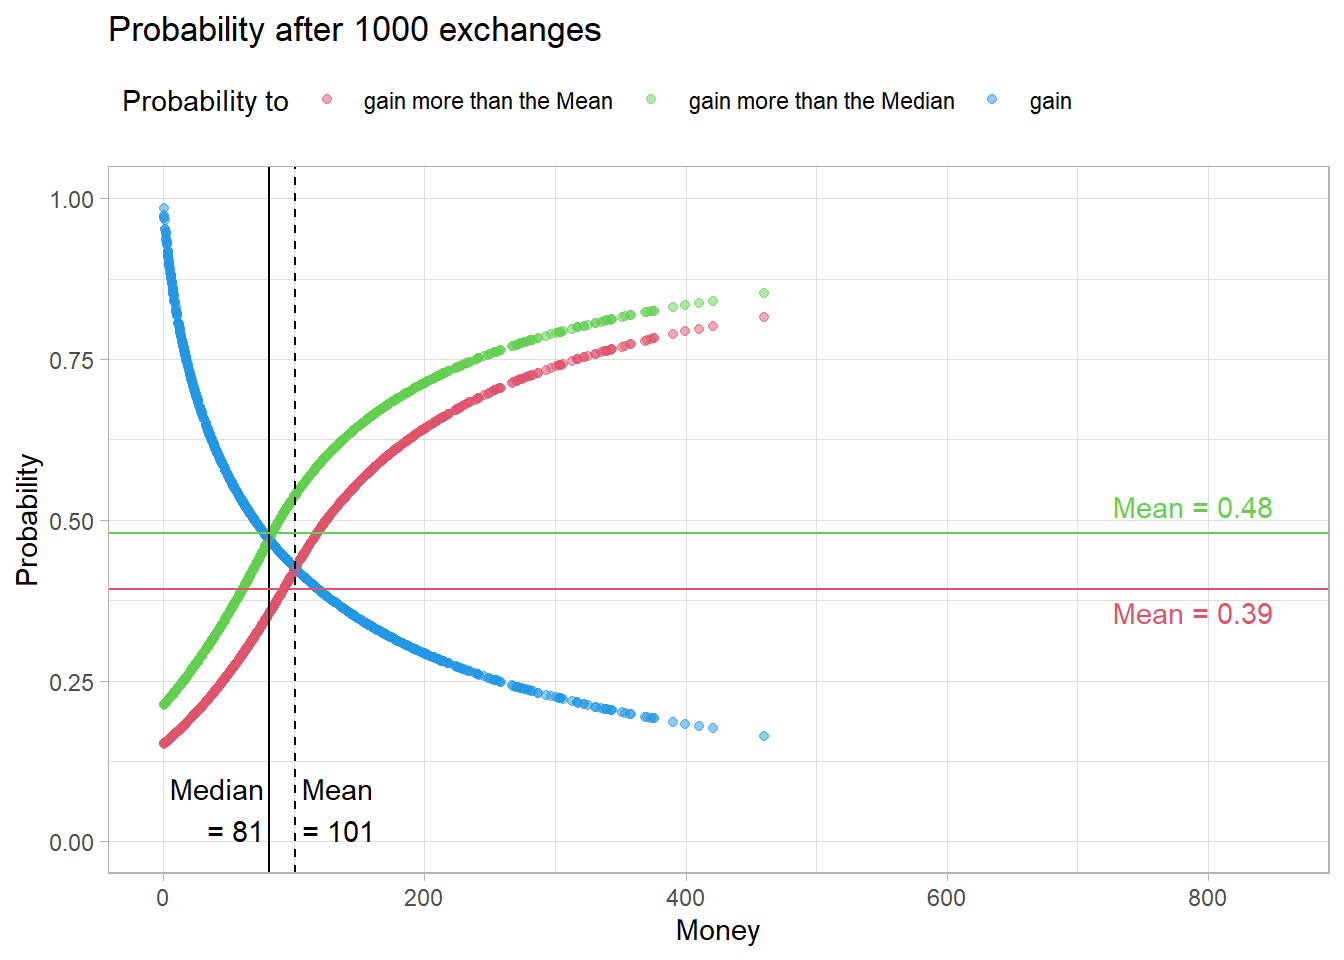 Probability after 1000 exchanges
Probability to gain more than the Mean gain more than the Median gain
1.00
0.75
0.50
0.25
0.00
Probability
Mean = 0.48
Mean = 0.39
Median Mean
= 81 = 101
0 200 400 600 800
Money